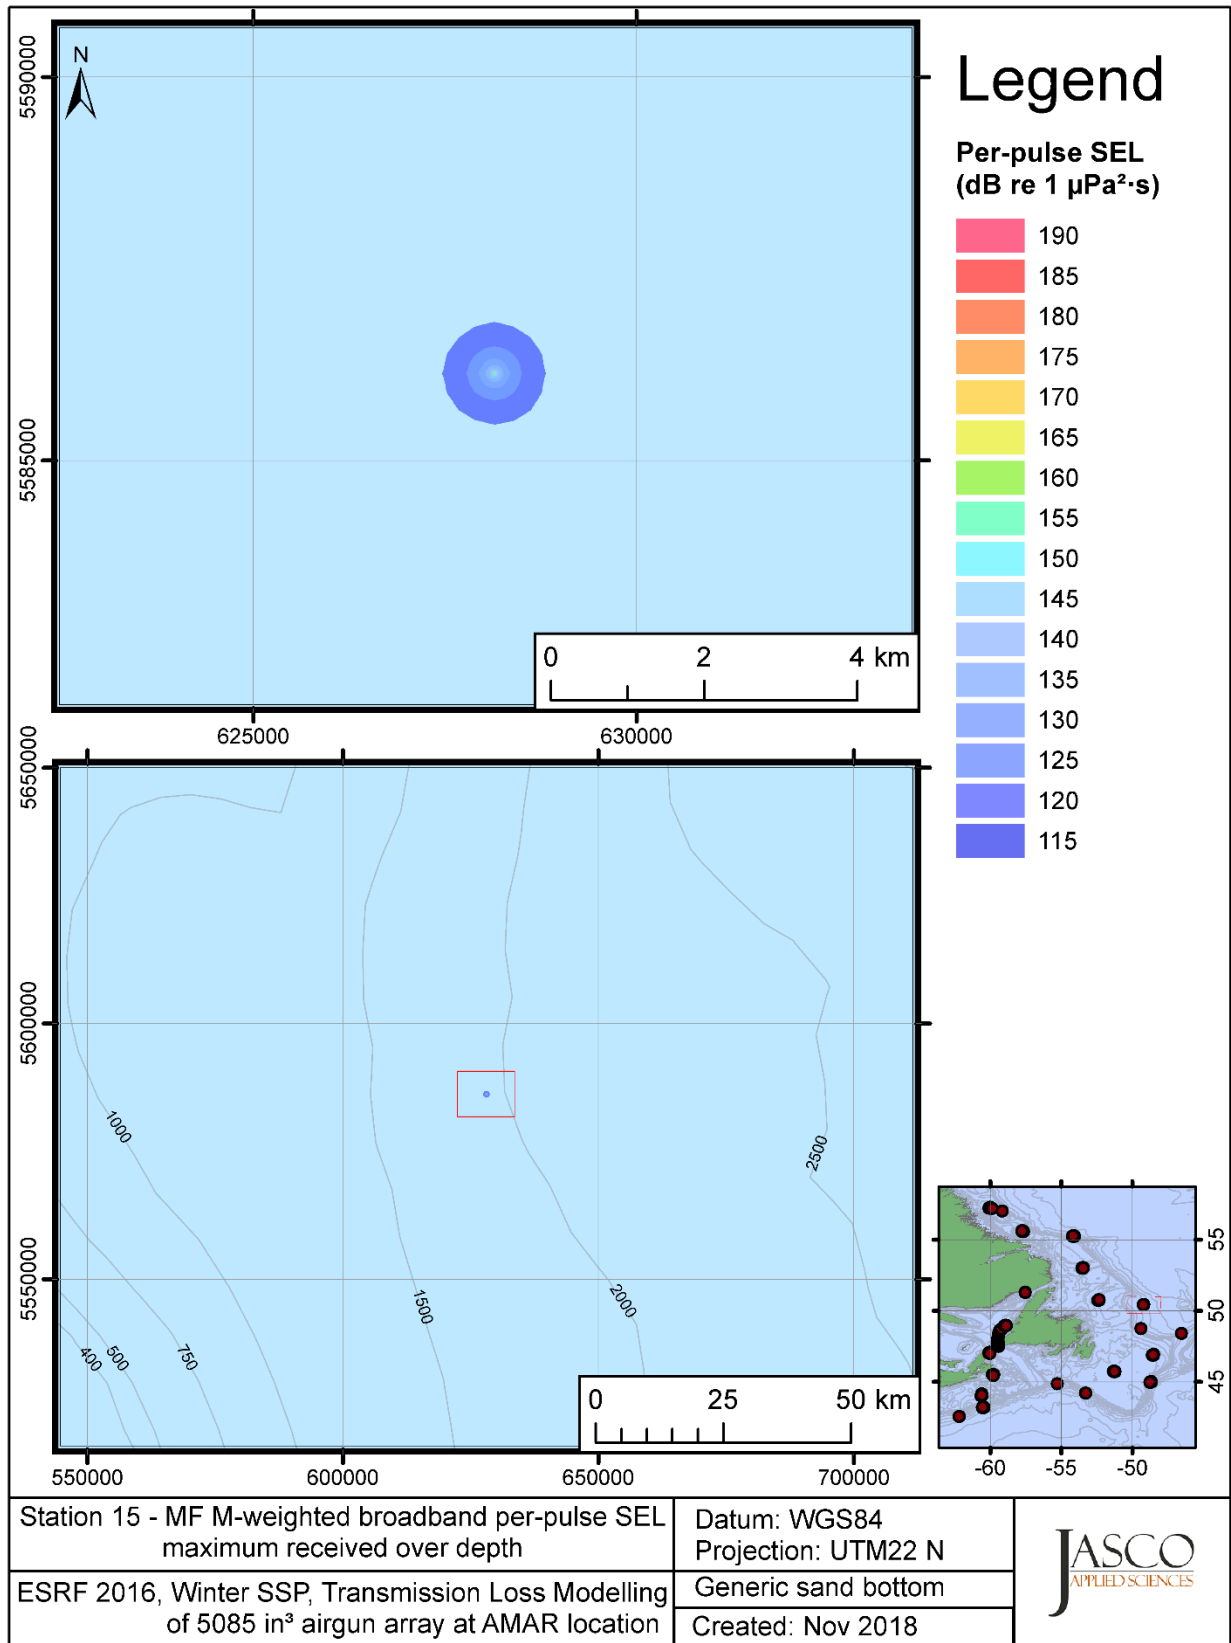 N
5590000
5585000
625000
630000
0 2 4 km
Legend
Per-pulse SEL
(dB re 1 µPa²·s)
190
185
180
175
170
165
160
155
150
145
140
135
130
125
120
115
5650000
5600000
5550000
550000
600000
650000
700000
1000
1500
2000
2500
750
500
400
0 25 50 km
55
50
45
-60
-55
-50
Station 15 - MF M-weighted broadband per-pulse SEL
maximum received over depth
ESRF 2016, Winter SSP, Transmission Loss Modelling
of 5085 in³ airgun array at AMAR location
Datum: WGS84
Projection: UTM22 N
Generic sand bottom
Created: Nov 2018
JASCO
APPLIED SCIENCES